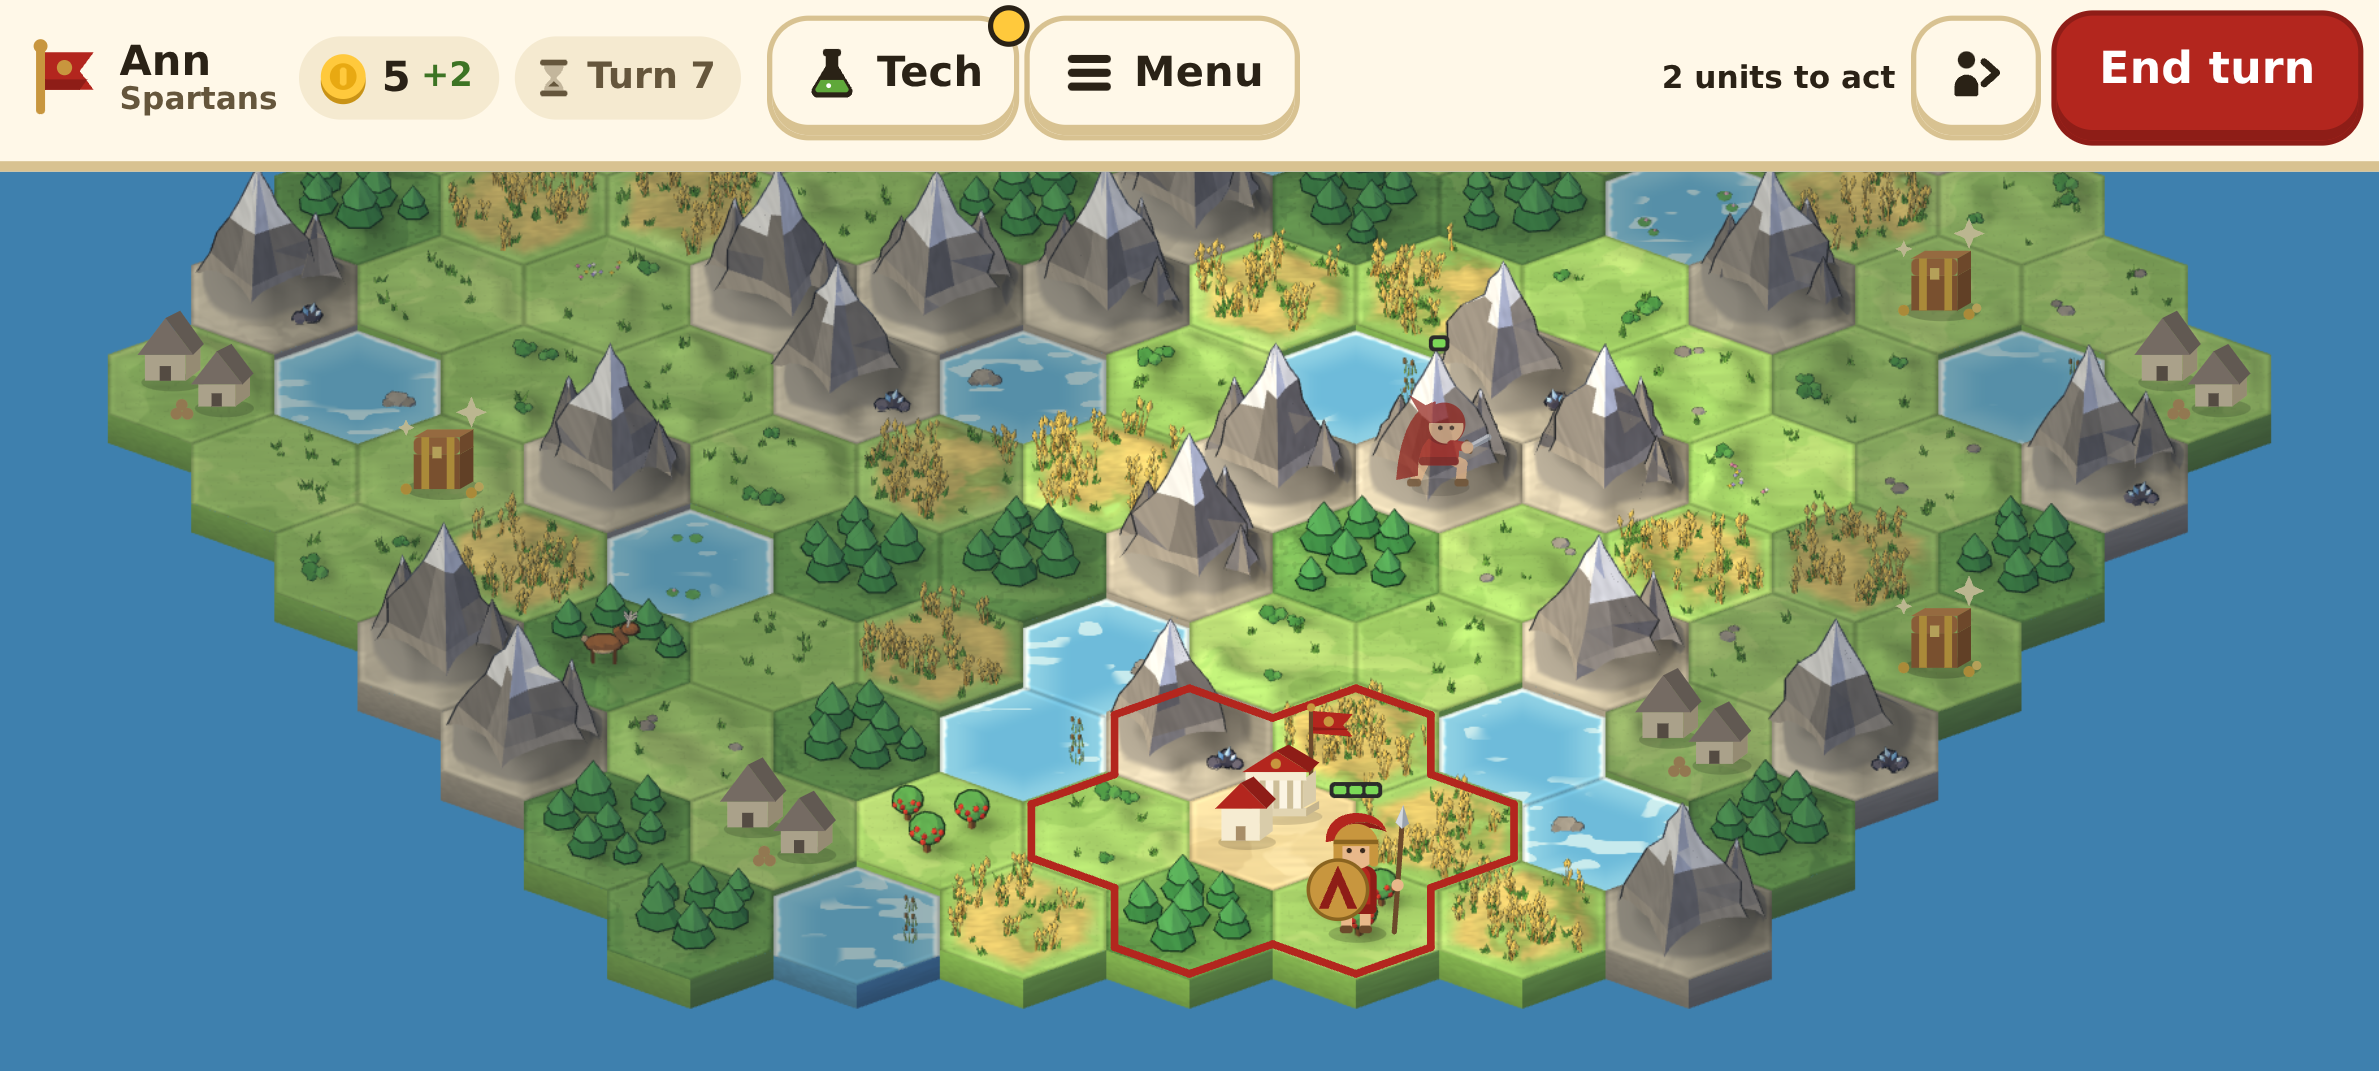 Ann
Spartans
5 +2
Turn 7
Tech
Menu
2 units to act
End turn